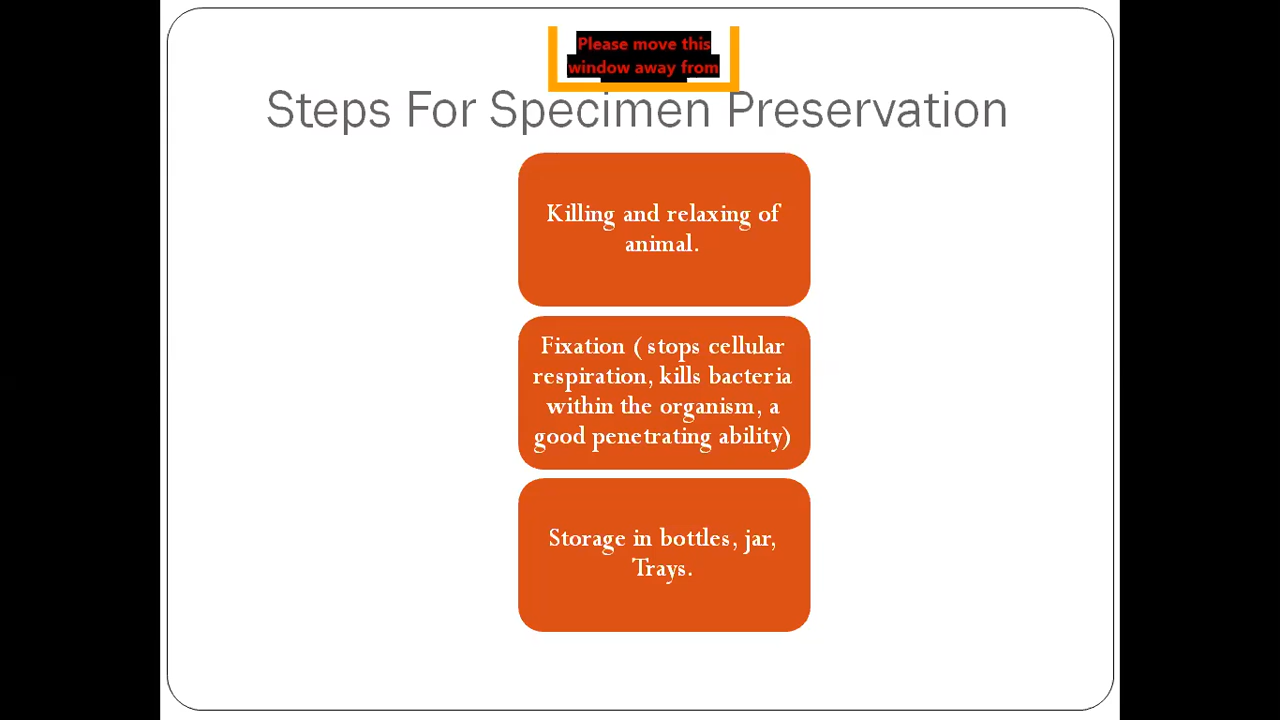 Please move this
window away from
Steps For Specimen Preservation
Killing and relaxing of
animal.
Fixation ( stops cellular
respiration, kills bacteria
within the organism, a
good penetrating ability)
Storage in bottles, jar,
Trays.